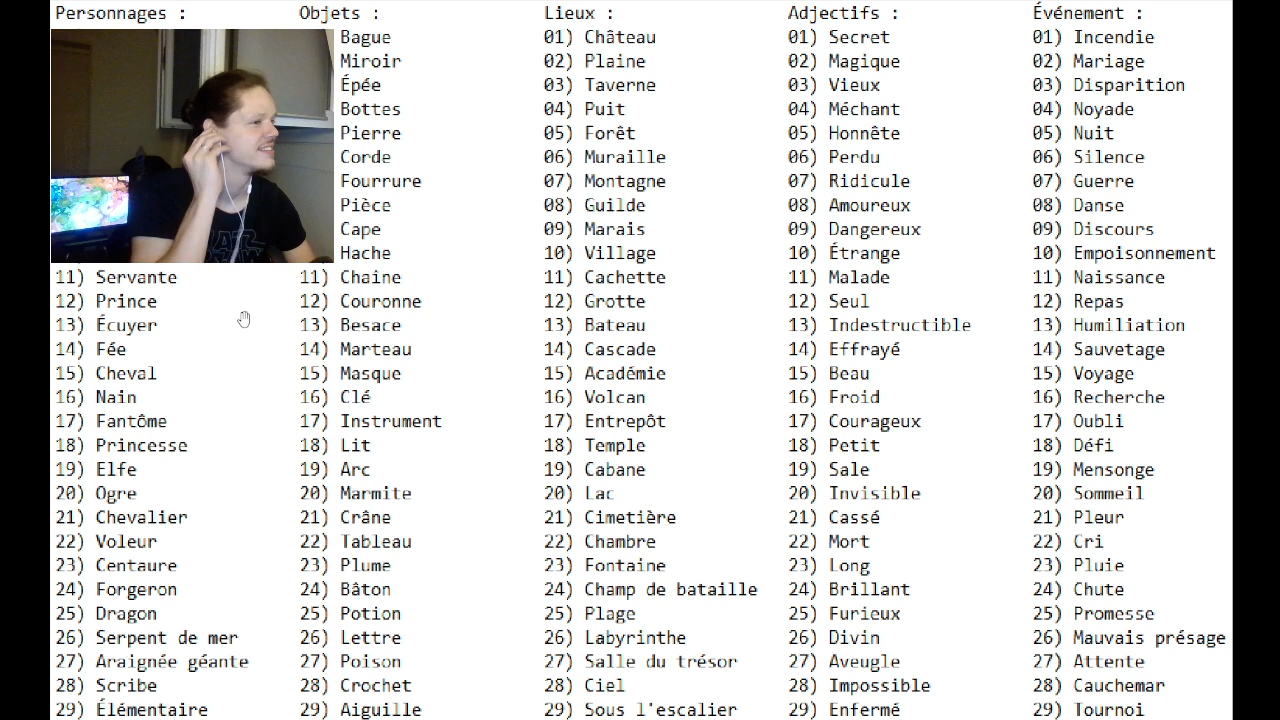 Personnages : Objets : Lieux : Adjectifs : Événement :
Bague 01) Château 01) Secret 01) Incendie
Miroir 02) Plaine 02) Magique 02) Mariage
Épée 03) Taverne 03) Vieux 03) Disparition
Bottes 04) Puit 04) Méchant 04) Noyade
Pierre 05) Forêt 05) Honnête 05) Nuit
Corde 06) Muraille 06) Perdu 06) Silence
Fourrure 07) Montagne 07) Ridicule 07) Guerre
Pièce 08) Guilde 08) Amoureux 08) Danse
Cape 09) Marais 09) Dangereux 09) Discours
Hache 10) Village 10) Étrange 10) Empoisonnement
11) Servante 11) Chaine 11) Cachette 11) Malade 11) Naissance
12) Prince 12) Couronne 12) Grotte 12) Seul 12) Repas
13) Écuyer 13) Besace 13) Bateau 13) Indestructible 13) Humiliation
14) Fée 14) Marteau 14) Cascade 14) Effrayé 14) Sauvetage
15) Cheval 15) Masque 15) Académie 15) Beau 15) Voyage
16) Nain 16) Clé 16) Volcan 16) Froid 16) Recherche
17) Fantôme 17) Instrument 17) Entrepôt 17) Courageux 17) Oubli
18) Princesse 18) Lit 18) Temple 18) Petit 18) Défi
19) Elfe 19) Arc 19) Cabane 19) Sale 19) Mensonge
20) Ogre 20) Marmite 20) Lac 20) Invisible 20) Sommeil
21) Chevalier 21) Crâne 21) Cimetière 21) Cassé 21) Pleur
22) Voleur 22) Tableau 22) Chambre 22) Mort 22) Cri
23) Centaure 23) Plume 23) Fontaine 23) Long 23) Pluie
24) Forgeron 24) Bâton 24) Champ de bataille 24) Brillant 24) Chute
25) Dragon 25) Potion 25) Plage 25) Furieux 25) Promesse
26) Serpent de mer 26) Lettre 26) Labyrinthe 26) Divin 26) Mauvais présage
27) Araignée géante 27) Poison 27) Salle du trésor 27) Aveugle 27) Attente
28) Scribe 28) Crochet 28) Ciel 28) Impossible 28) Cauchemar
29) Élémentaire 29) Aiguille 29) Sous l'escalier 29) Enfermé 29) Tournoi